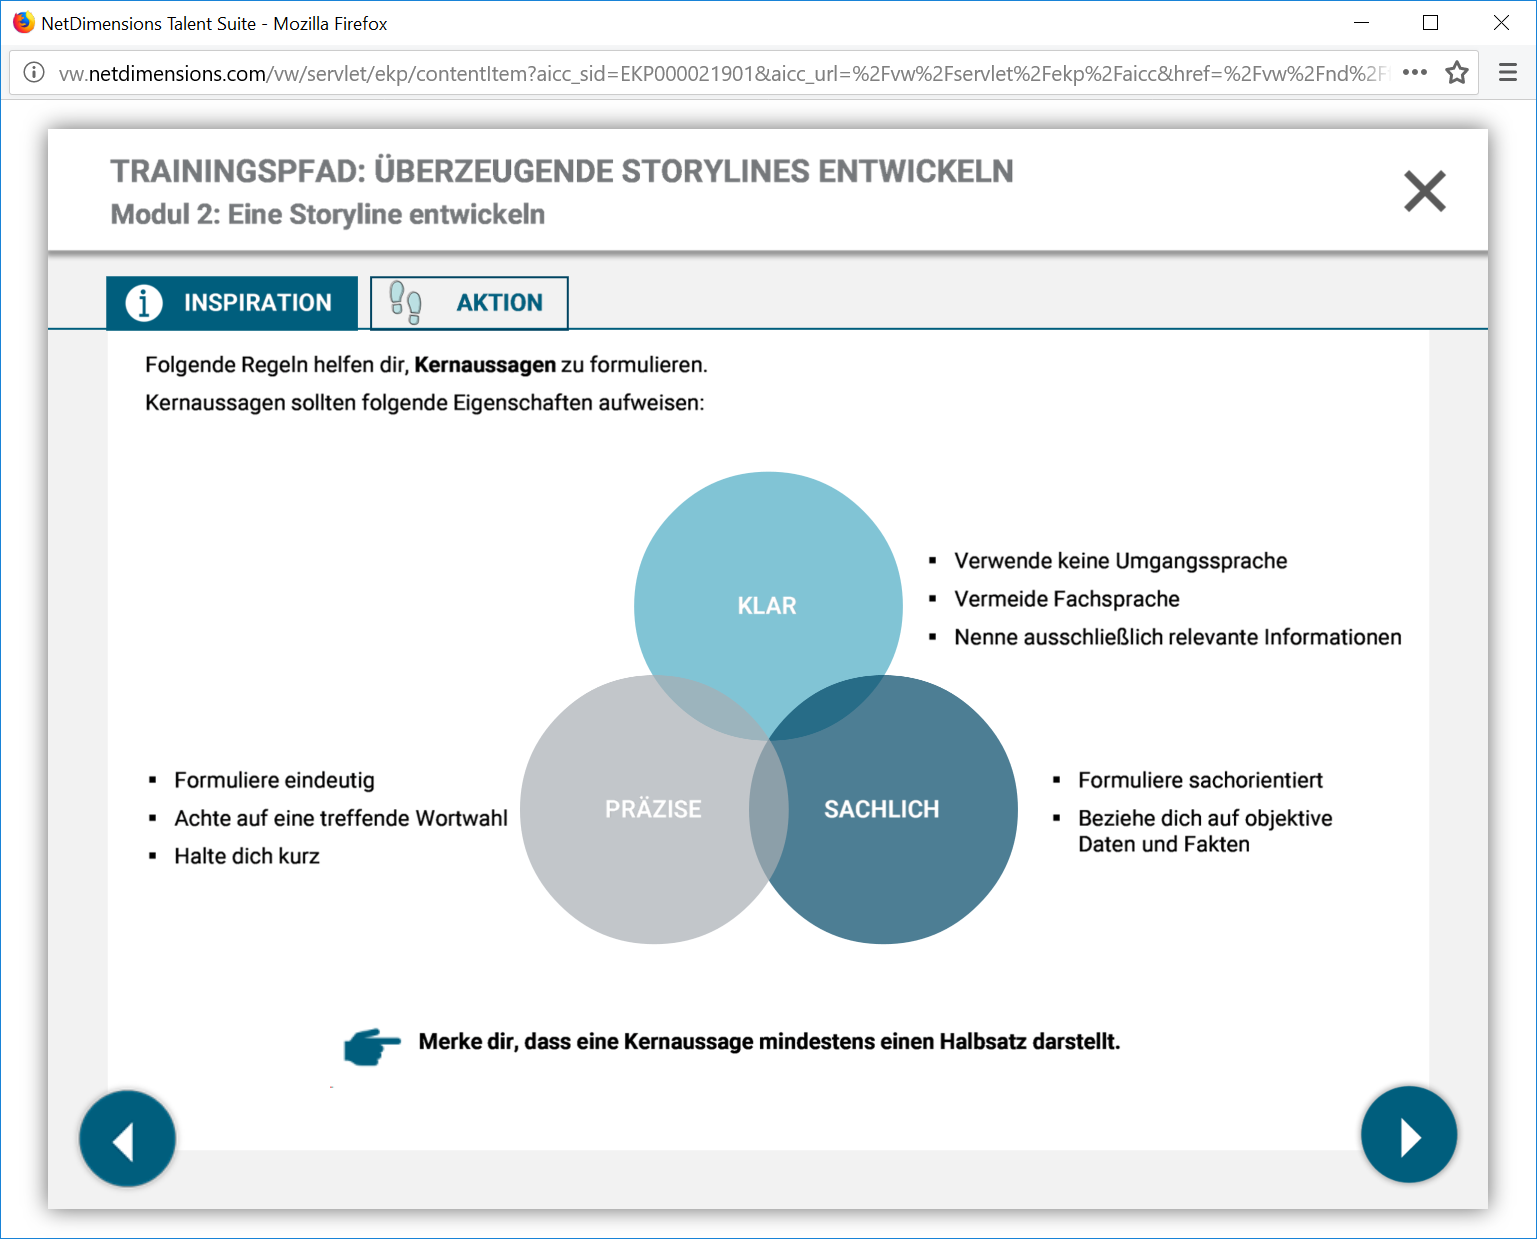 NetDimensions Talent Suite - Mozilla Firefox
vw.netdimensions.com/vw/servlet/ekp/contentItem?aicc_sid=EKP000021901&aicc_url=%2Fvw%2Fservlet%2Fekp%2Faicc&href=%2Fvw%2Fnd%2F
TRAININGSPFAD: ÜBERZEUGENDE STORYLINES ENTWICKELN
Modul 2: Eine Storyline entwickeln
INSPIRATION
AKTION
Folgende Regeln helfen dir, Kernaussagen zu formulieren.
Kernaussagen sollten folgende Eigenschaften aufweisen:
KLAR
▪ Verwende keine Umgangssprache
▪ Vermeide Fachsprache
▪ Nenne ausschließlich relevante Informationen
▪ Formuliere eindeutig
▪ Achte auf eine treffende Wortwahl
▪ Halte dich kurz
PRÄZISE
SACHLICH
▪ Formuliere sachorientiert
▪ Beziehe dich auf objektive
Daten und Fakten
Merke dir, dass eine Kernaussage mindestens einen Halbsatz darstellt.